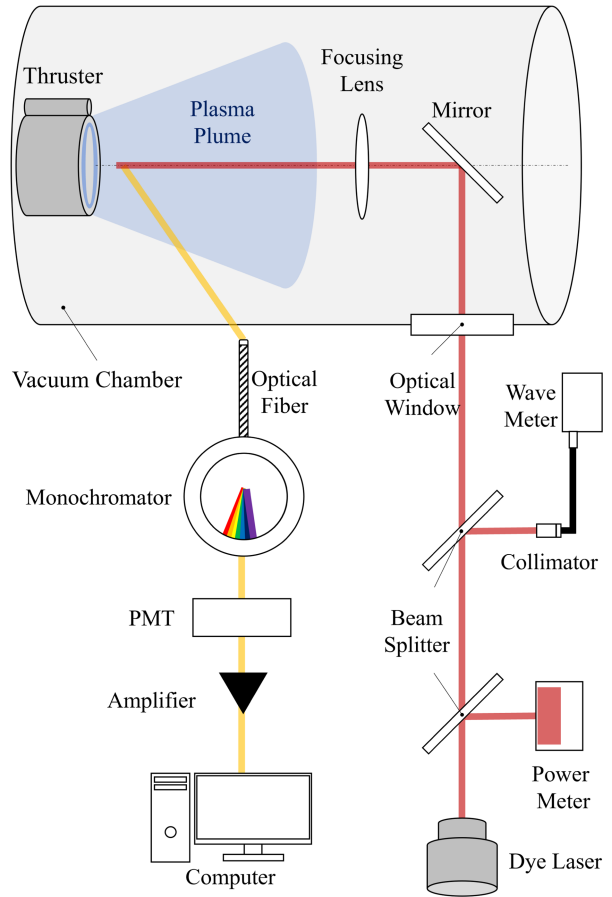 Thruster
Focusing
Lens
Plasma
Plume
Mirror
Vacuum Chamber
Optical
Fiber
Optical
Window
Wave
Meter
Monochromator
Collimator
PMT
Beam
Splitter
Amplifier
Power
Meter
Computer
Dye Laser